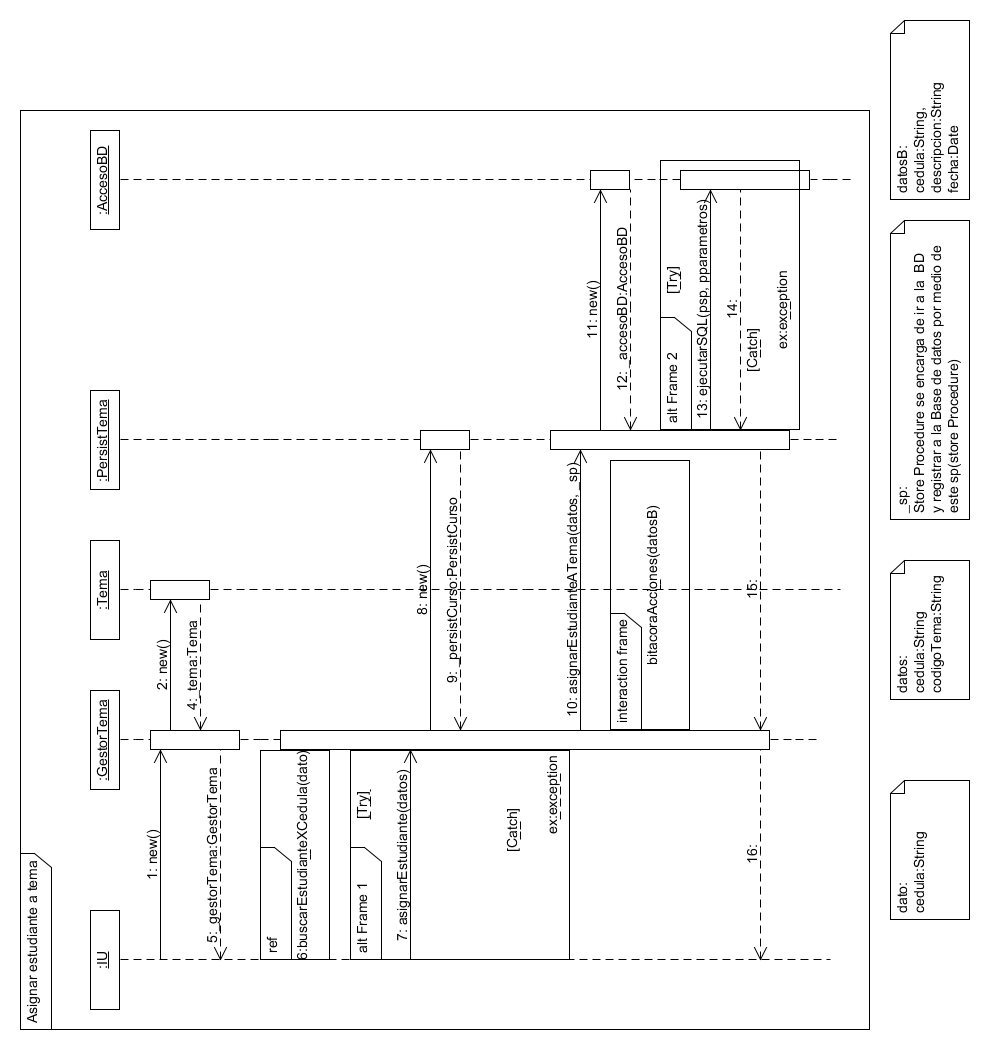 Asignar estudiante a tema
:IU
:GestorTema
:Tema
:PersistTema
:AccesoBD
1: new()
2: new()
4: _tema:Tema
5: _gestorTema:GestorTema
ref
6:buscarEstudianteXCedula(dato)
alt Frame 1
[Try]
7: asignarEstudiante(datos)
8: new()
9: _persistCurso:PersistCurso
[Catch]
ex:exception
10: asignarEstudianteATema(datos, _sp)
11: new()
interaction frame
12: _accesoBD:AccesoBD
bitacoraAcciones(datosB)
alt Frame 2
[Try]
13: ejecutarSQL(psp, pparametros)
14:
[Catch]
ex:exception
15:
16:
dato:
cedula:String
datos:
cedula:String
codigoTema:String
_sp:
Store Procedure se encarga de ir a la BD
y registrar a la Base de datos por medio de
este sp(store Procedure)
datosB:
cedula:String,
descripcion:String
fecha:Date